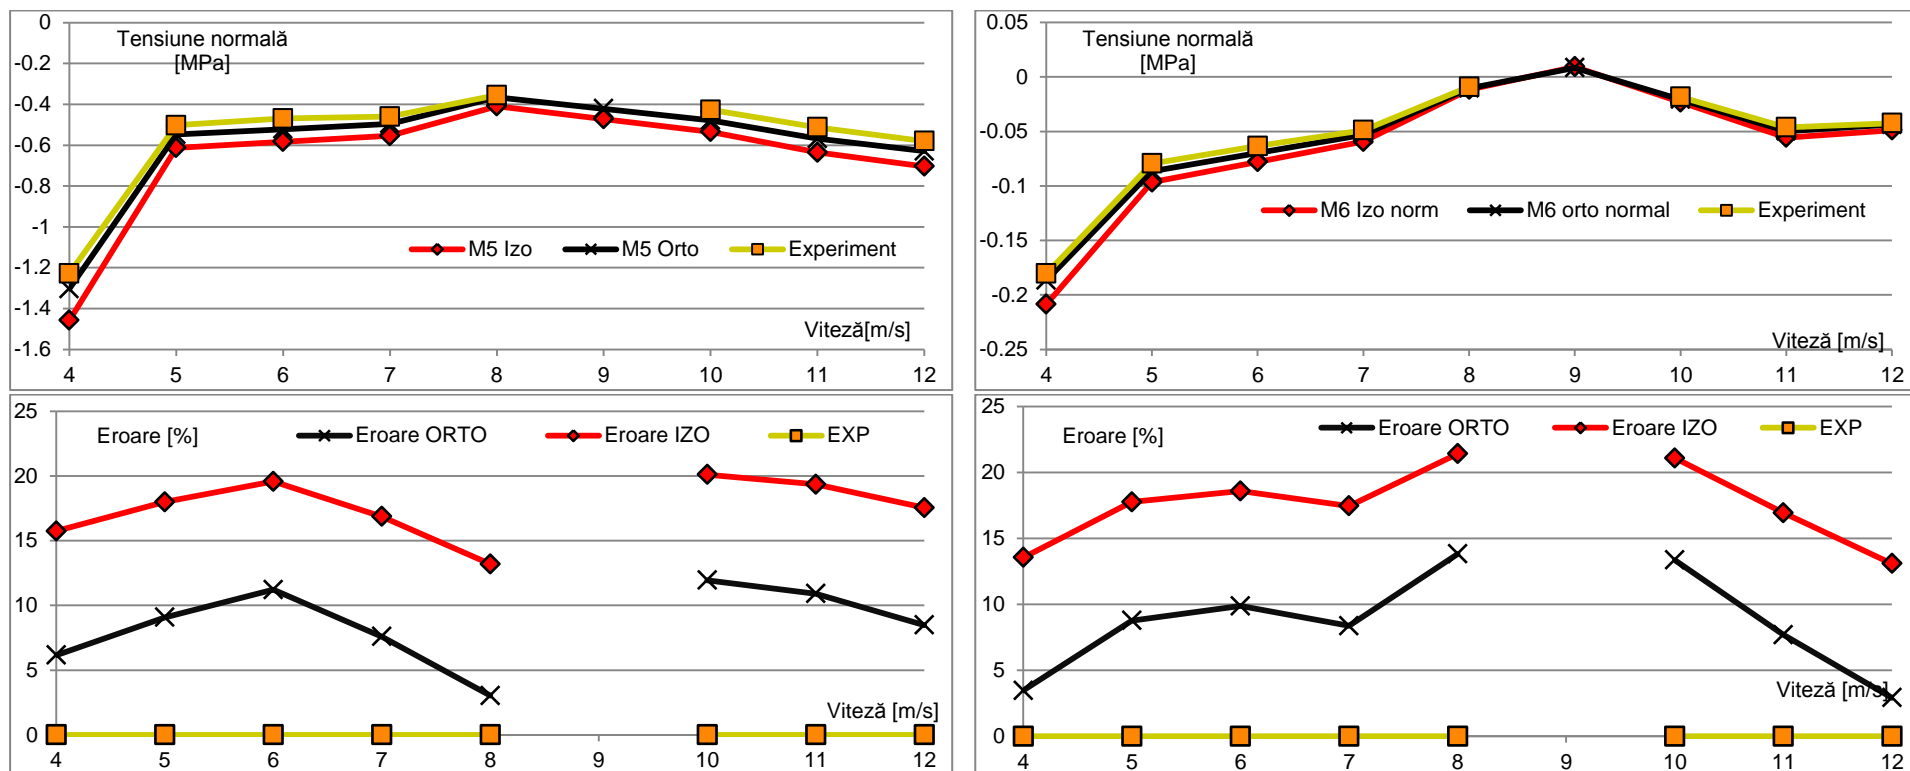 0
-0.2
-0.4
-0.6
-0.8
-1
-1.2
-1.4
-1.6
Tensiune normală
[MPa]
M5 Izo
M5 Orto
Experiment
Viteză[m/s]
4 5 6 7 8 9 10 11 12
0.05
0
-0.05
-0.1
-0.15
-0.2
-0.25
Tensiune normală
[MPa]
M6 Izo norm
M6 orto normal
Experiment
Viteză [m/s]
4 5 6 7 8 9 10 11 12
25
20
15
10
5
0
Eroare [%]
Eroare ORTO
Eroare IZO
EXP
Viteză [m/s]
4 5 6 7 8 9 10 11 12
25
20
15
10
5
0
Eroare [%]
Eroare ORTO
Eroare IZO
EXP
Viteză [m/s]
4 5 6 7 8 9 10 11 12